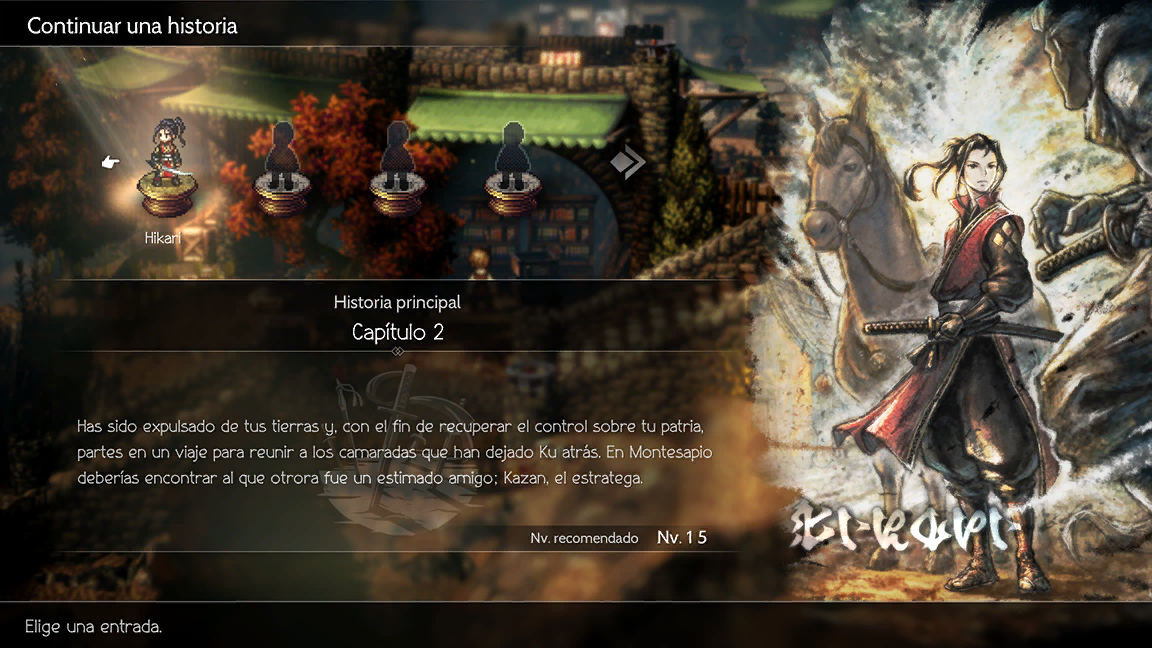 Continuar una historia
Hikari
Historia principal
Capítulo 2
Has sido expulsado de tus tierras y, con el fin de recuperar el control sobre tu patria,
partes en un viaje para reunir a los camaradas que han dejado Ku atrás. En Montesapio
deberías encontrar al que otrora fue un estimado amigo; Kazan, el estratega.
Nv. recomendado Nv. 15
Elige una entrada.